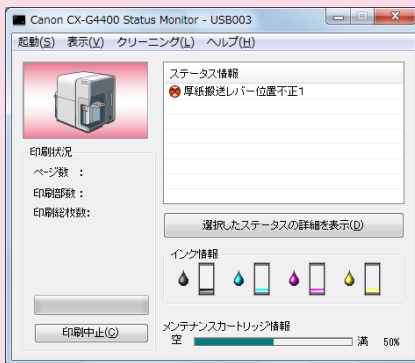 Canon CX-G4400 Status Monitor - USB003
起動(S) 表示(V) クリーニング(L) ヘルプ(H)
ステータス情報
厚紙搬送レバー位置不正1
印刷状況
ページ数 :
印刷部数 :
印刷総枚数:
選択したステータスの詳細を表示(D)
インク情報
印刷中止(C)
メンテナンスカートリッジ情報
空 満 50%